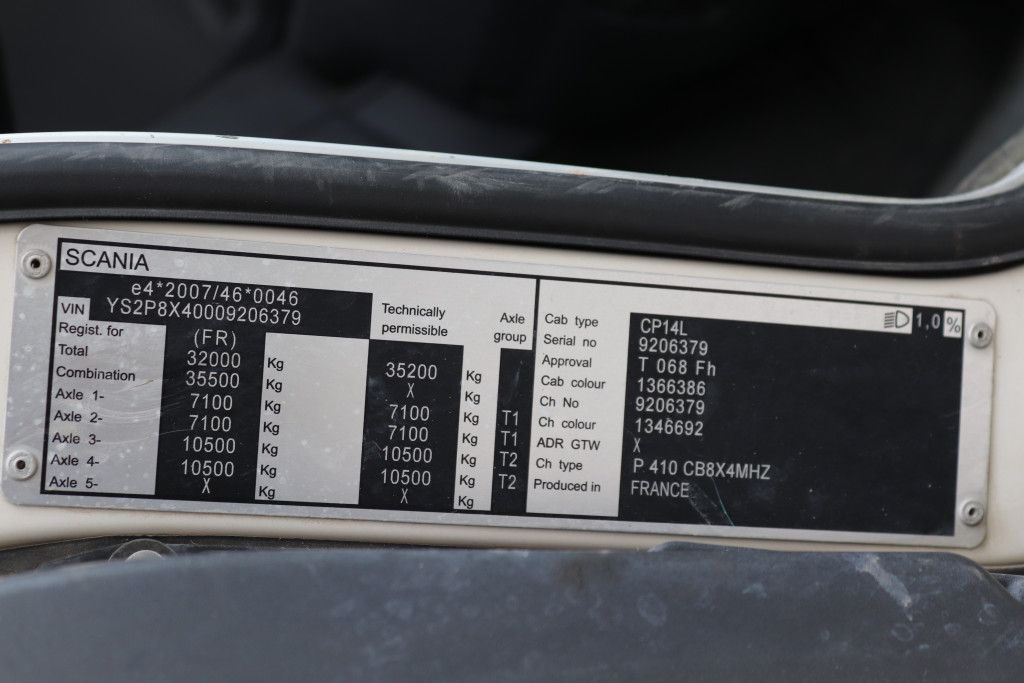 SCANIA
e4*2007/46*0046
VIN YS2P8X40009206379
Regist. for (FR) Technically permissible Axle group
Total 32000 Kg 35200 Kg
Combination 35500 Kg X Kg
Axle 1- 7100 Kg 7100 Kg T1
Axle 2- 7100 Kg 7100 Kg T1
Axle 3- 10500 Kg 10500 Kg T2
Axle 4- 10500 Kg 10500 Kg T2
Axle 5- X Kg X Kg
Cab type CP14L 1,0%
Serial no 9206379
Approval T 068 Fh
Cab colour 1366386
Ch No 9206379
Ch colour 1346692
ADR GTW X
Ch type P 410 CB8X4MHZ
Produced in FRANCE